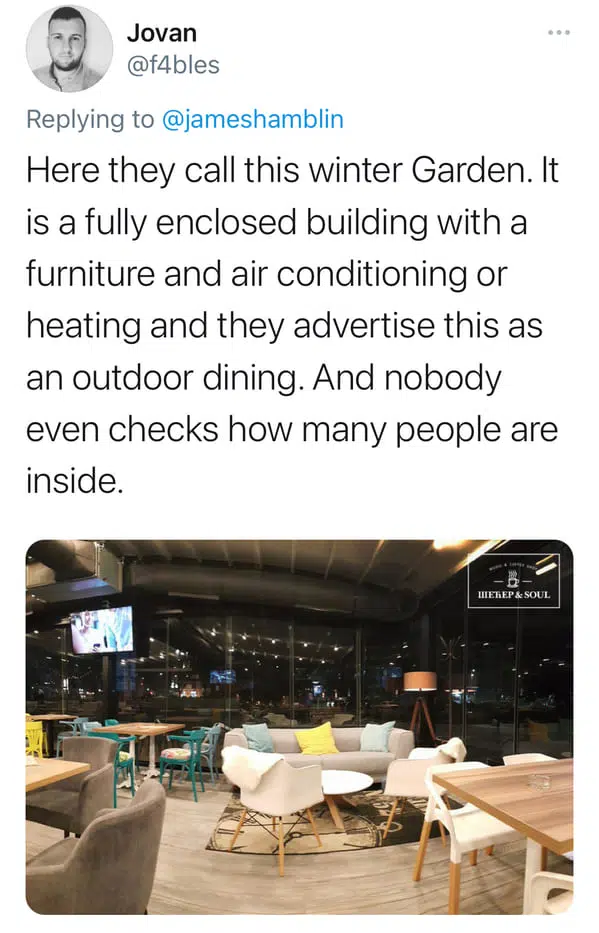 Jovan
@f4bles
Replying to @jameshamblin
Here they call this winter Garden. It
is a fully enclosed building with a
furniture and air conditioning or
heating and they advertise this as
an outdoor dining. And nobody
even checks how many people are
inside.
ШЕЋЕР & SOUL